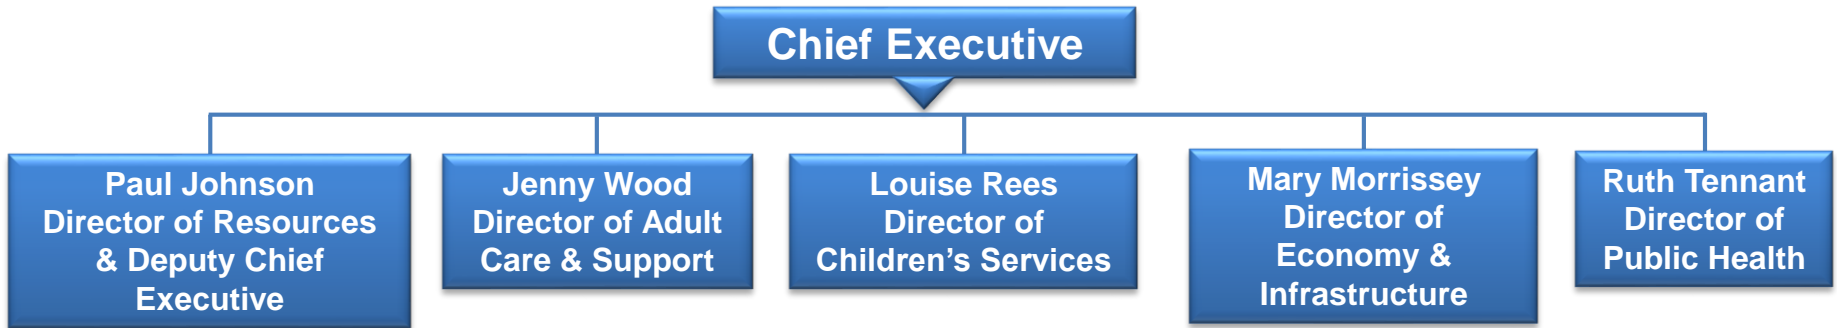 Chief Executive
Paul Johnson
Director of Resources
& Deputy Chief
Executive
Jenny Wood
Director of Adult
Care & Support
Louise Rees
Director of
Children’s Services
Mary Morrissey
Director of
Economy &
Infrastructure
Ruth Tennant
Director of
Public Health